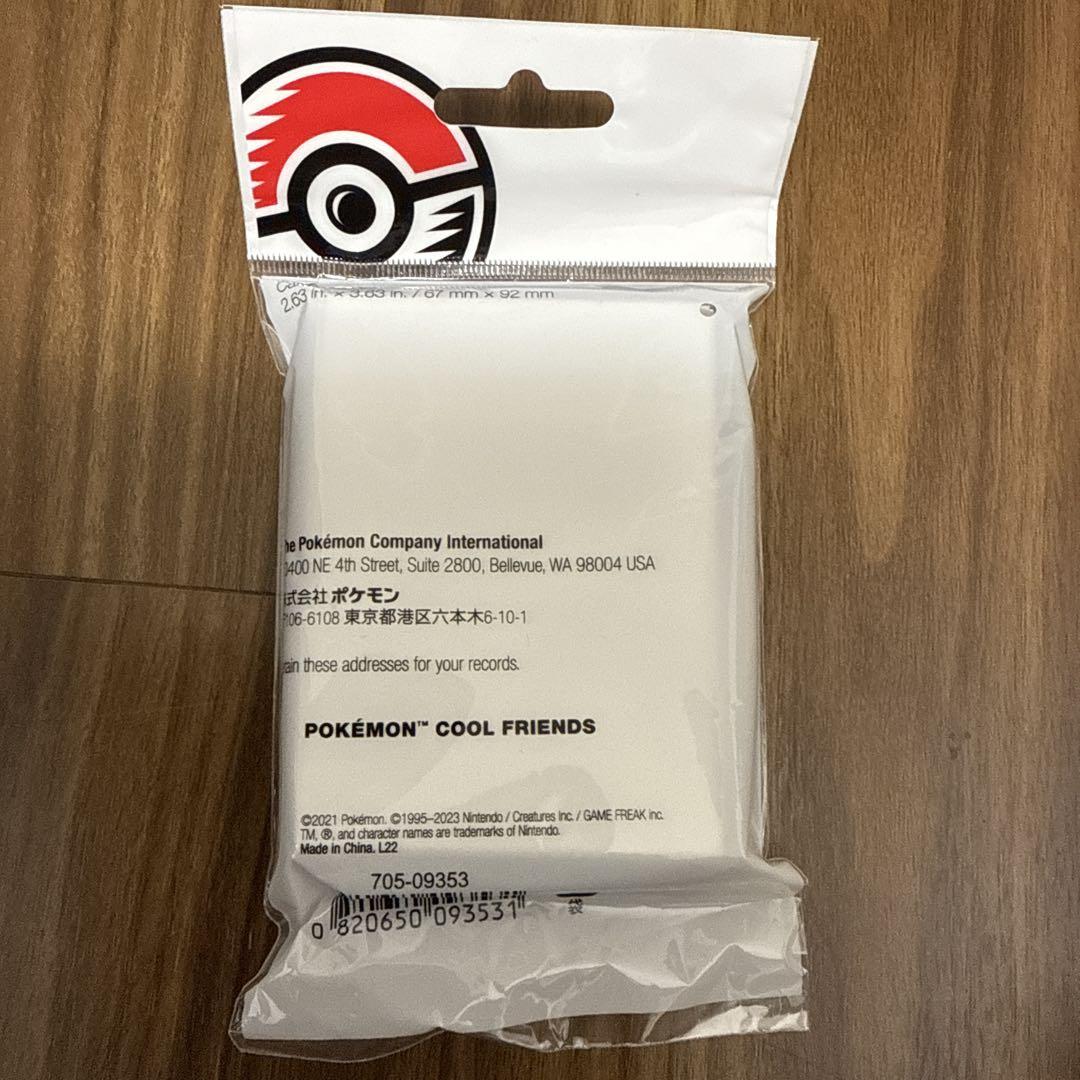 2.63 in. × 3.63 in. / 67 mm × 92 mm
he Pokémon Company International
0400 NE 4th Street, Suite 2800, Bellevue, WA 98004 USA
式会社 ポケモン
106-6108 東京都港区六本木6-10-1
ain these addresses for your records.
POKÉMON™ COOL FRIENDS
©2021 Pokémon. ©1995–2023 Nintendo / Creatures Inc. / GAME FREAK inc.
TM, ®, and character names are trademarks of Nintendo.
Made in China. L22
705-09353
0 820650 093531
袋